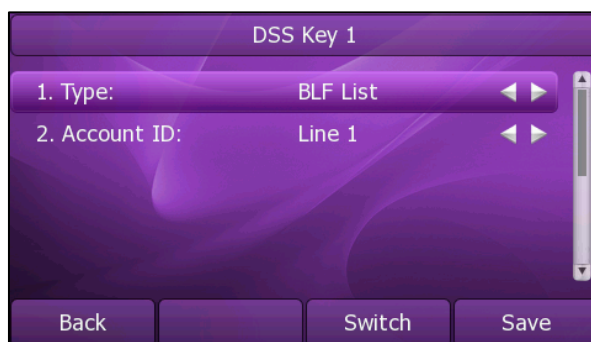 DSS Key 1
1. Type: BLF List
2. Account ID: Line 1
Back Switch Save